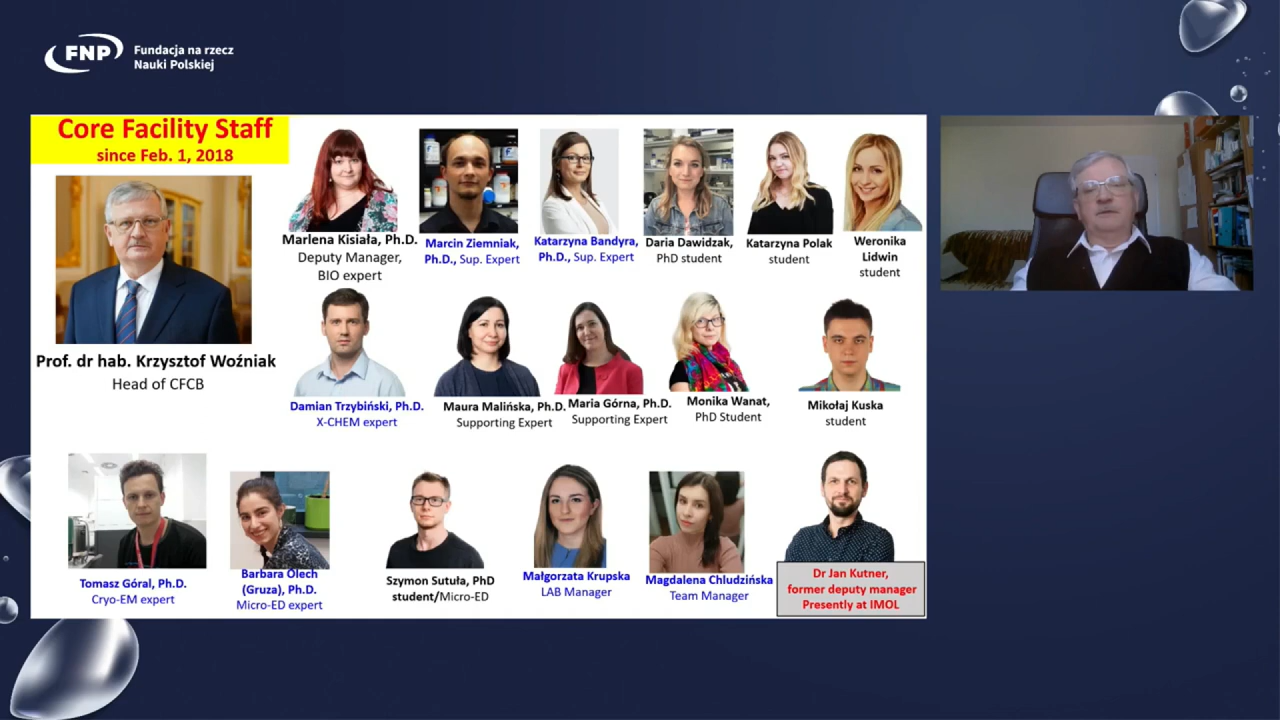 FNP
Fundacja na rzecz
Nauki Polskiej
Core Facility Staff
since Feb. 1, 2018
Prof. dr hab. Krzysztof Woźniak
Head of CFCB
Marlena Kisiała, Ph.D.
Deputy Manager,
BIO expert
Marcin Ziemniak,
Ph.D., Sup. Expert
Katarzyna Bandyra,
Ph.D., Sup. Expert
Daria Dawidzak,
PhD student
Katarzyna Polak
student
Weronika
Lidwin
student
Damian Trzybiński, Ph.D.
X-CHEM expert
Maura Malińska, Ph.D.
Supporting Expert
Maria Górna, Ph.D.
Supporting Expert
Monika Wanat,
PhD Student
Mikołaj Kuska
student
Tomasz Góral, Ph.D.
Cryo-EM expert
Barbara Olech
(Gruza), Ph.D.
Micro-ED expert
Szymon Sutuła, PhD
student/Micro-ED
Małgorzata Krupska
LAB Manager
Magdalena Chludzińska
Team Manager
Dr Jan Kutner,
former deputy manager
Presently at IMOL